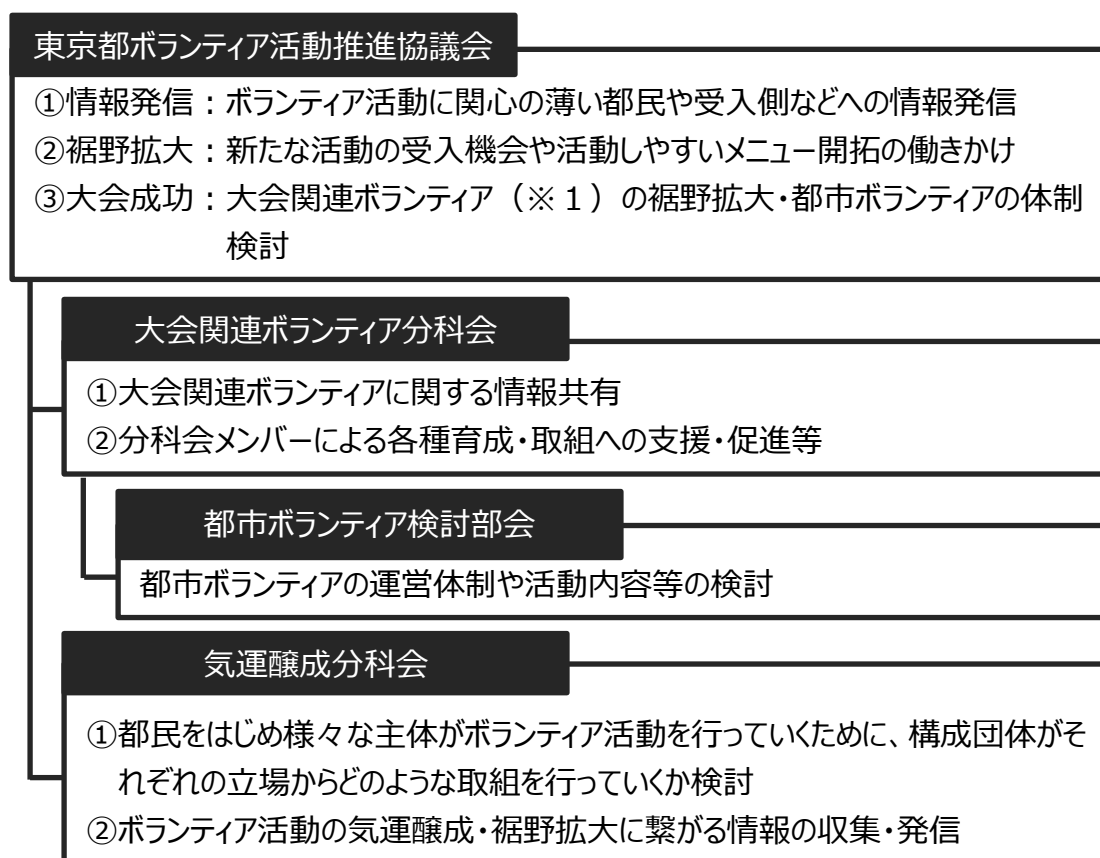 東京都ボランティア活動推進協議会
①情報発信：ボランティア活動に関心の薄い都民や受入側などへの情報発信
②裾野拡大：新たな活動の受入機会や活動しやすいメニュー開拓の働きかけ
③大会成功：大会関連ボランティア（※１）の裾野拡大・都市ボランティアの体制
検討
大会関連ボランティア分科会
①大会関連ボランティアに関する情報共有
②分科会メンバーによる各種育成・取組への支援・促進等
都市ボランティア検討部会
都市ボランティアの運営体制や活動内容等の検討
気運醸成分科会
①都民をはじめ様々な主体がボランティア活動を行っていくために、構成団体がそ
れぞれの立場からどのような取組を行っていくか検討
②ボランティア活動の気運醸成・裾野拡大に繋がる情報の収集・発信